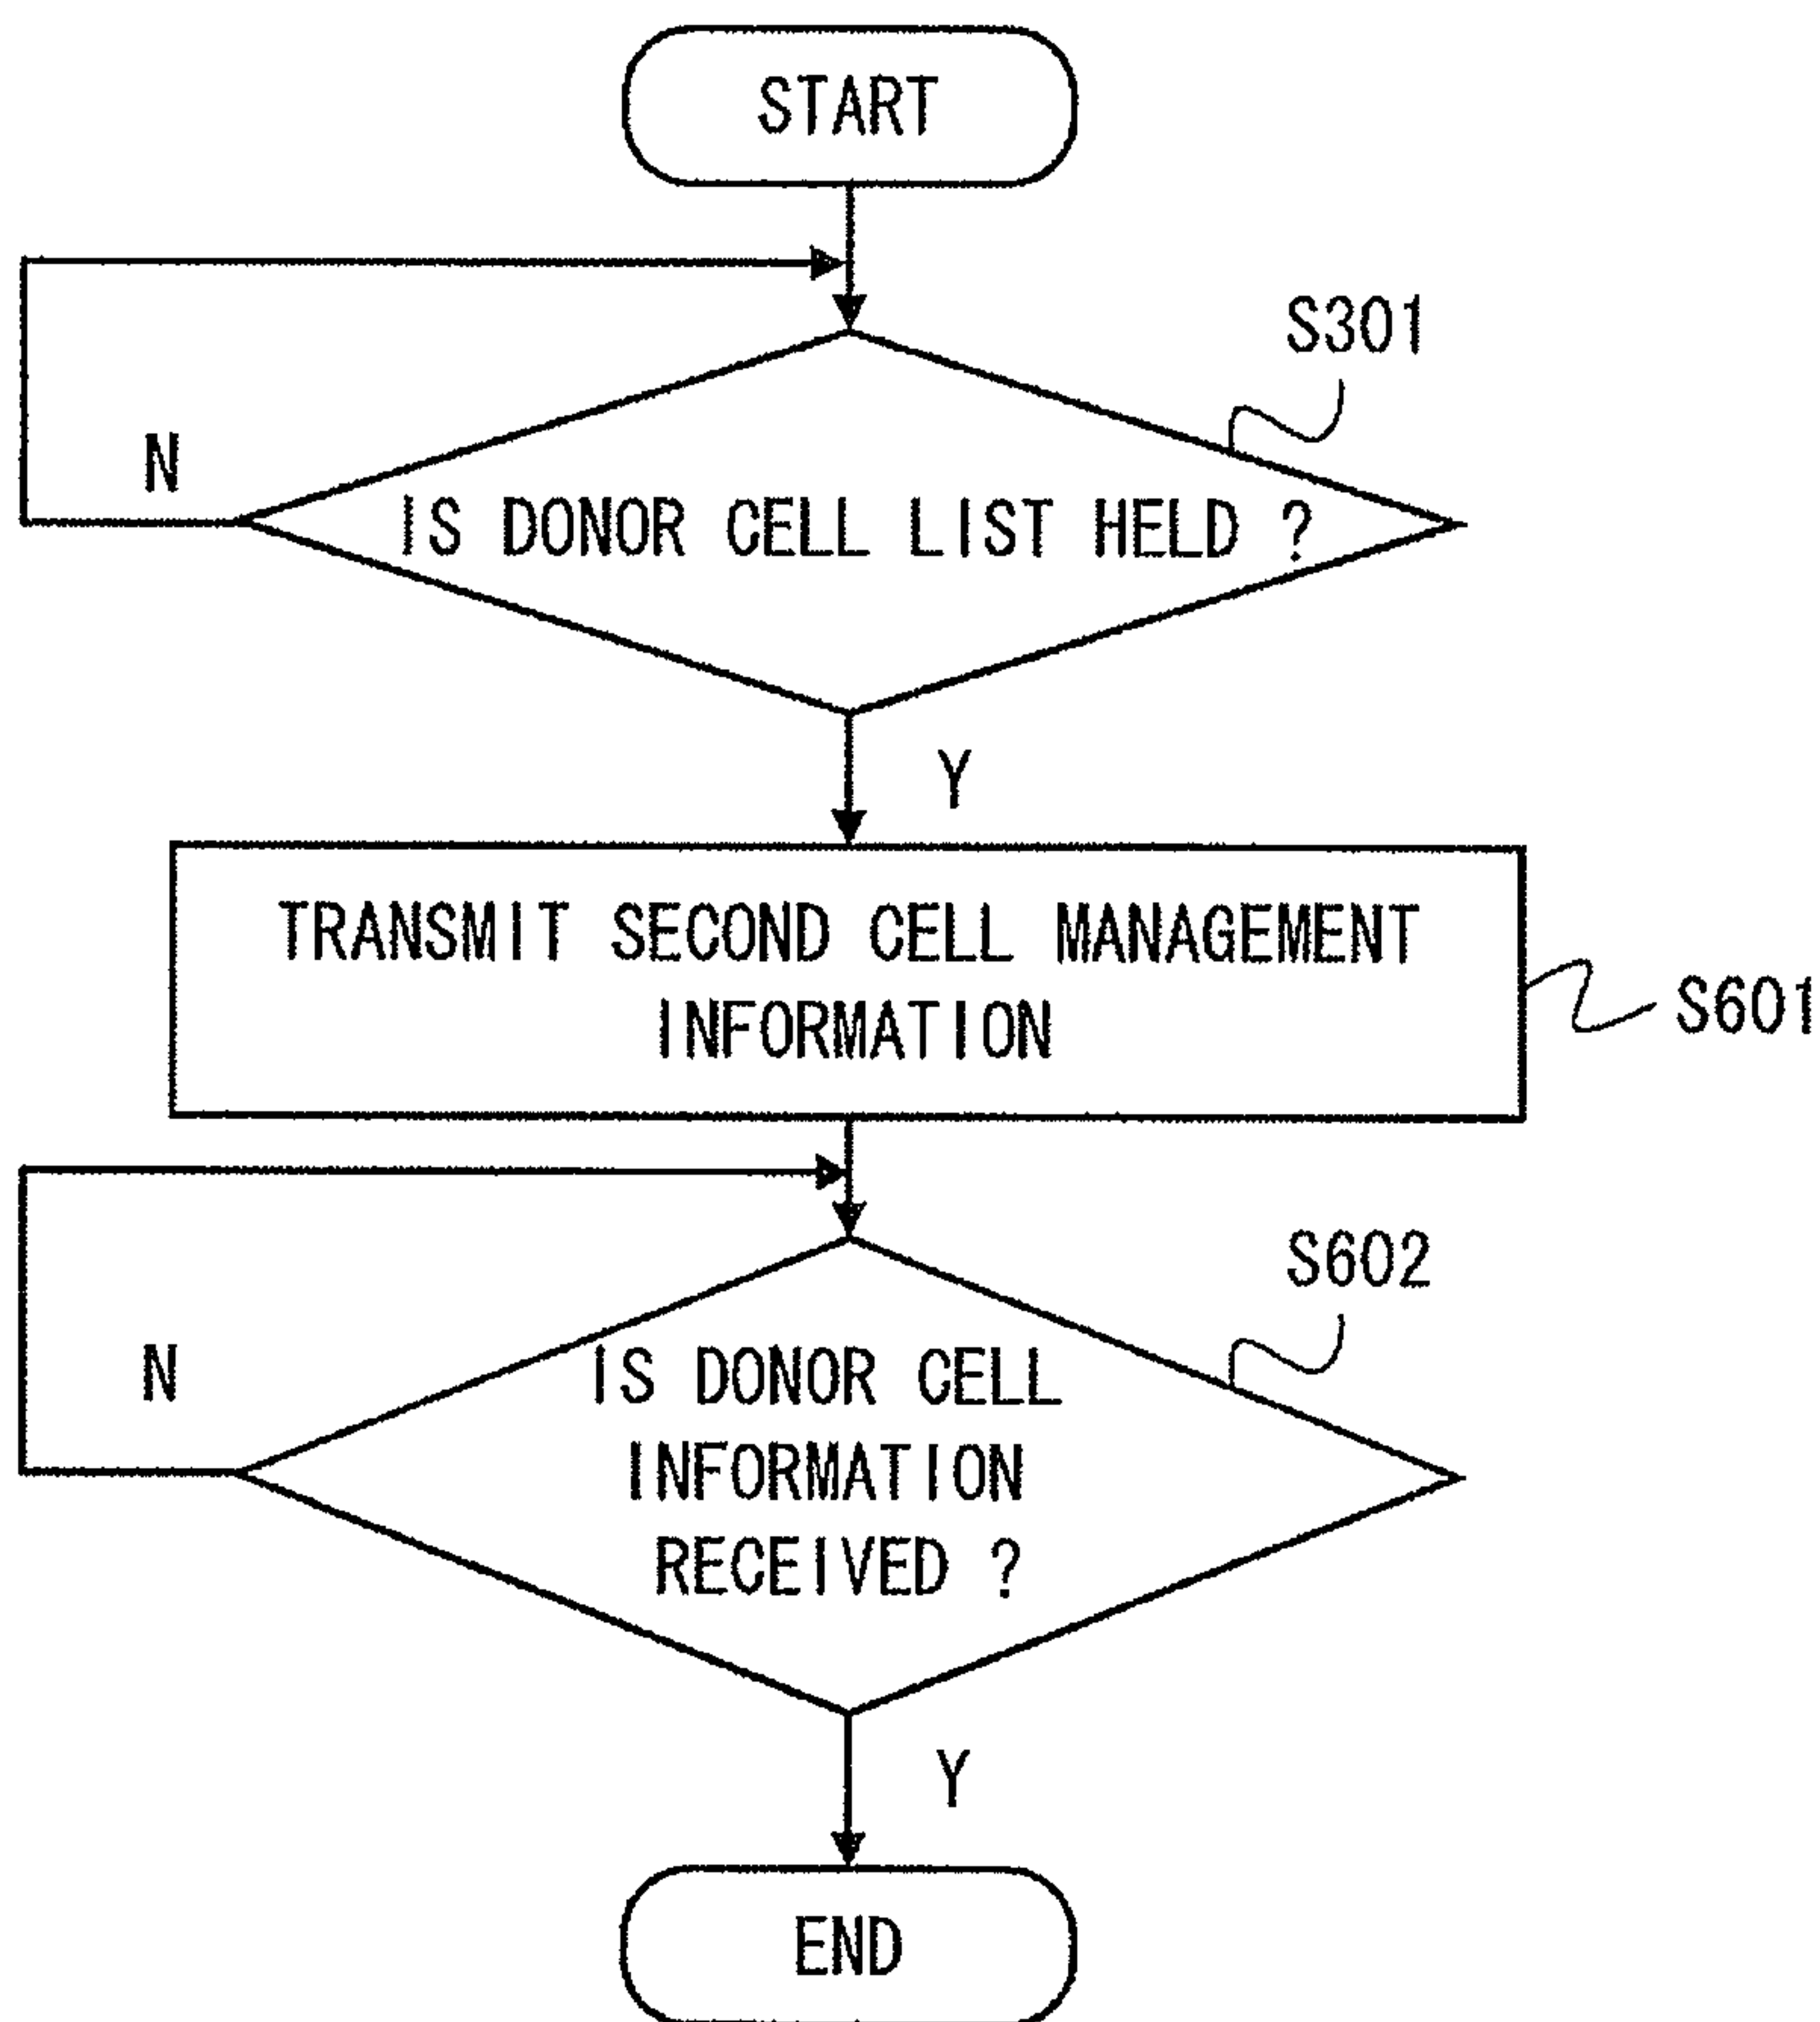 START
S301
N
IS DONOR CELL LIST HELD ?
Y
TRANSMIT SECOND CELL MANAGEMENT
INFORMATION
S601
S602
N
IS DONOR CELL
INFORMATION
RECEIVED ?
Y
END